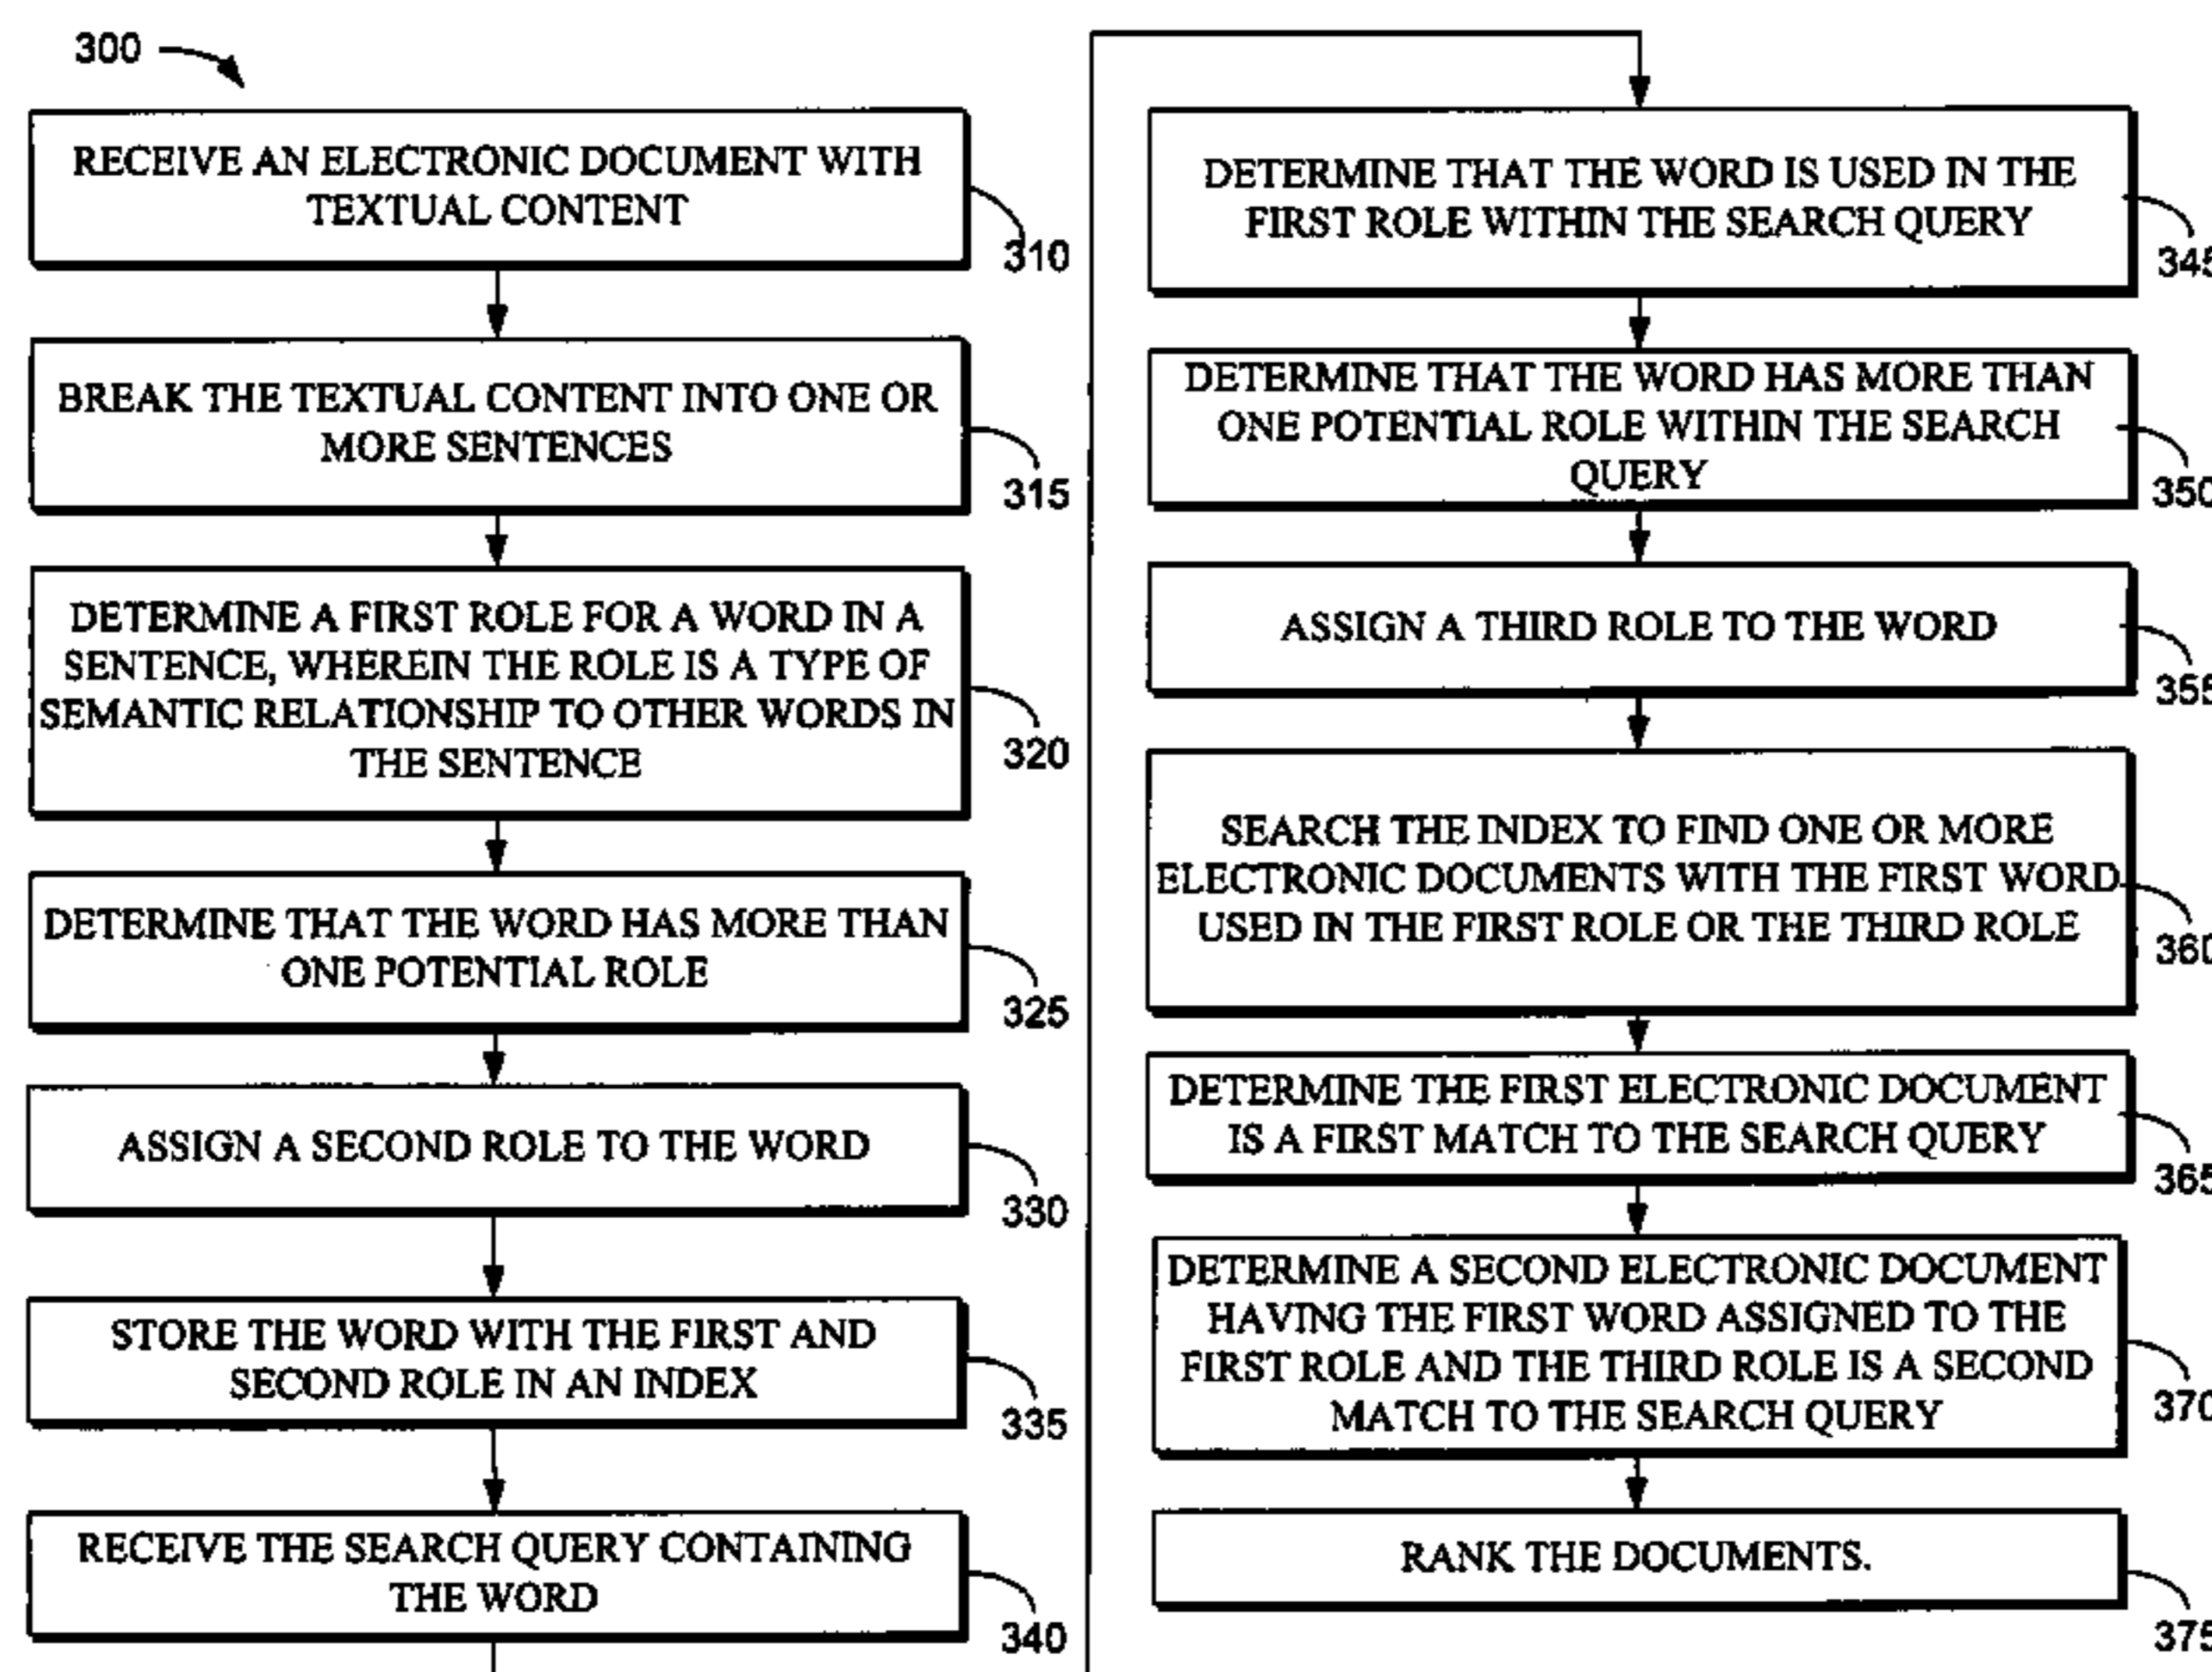 300
RECEIVE AN ELECTRONIC DOCUMENT WITH
TEXTUAL CONTENT
310
BREAK THE TEXTUAL CONTENT INTO ONE OR
MORE SENTENCES
315
DETERMINE A FIRST ROLE FOR A WORD IN A
SENTENCE, WHEREIN THE ROLE IS A TYPE OF
SEMANTIC RELATIONSHIP TO OTHER WORDS IN
THE SENTENCE
320
DETERMINE THAT THE WORD HAS MORE THAN
ONE POTENTIAL ROLE
325
ASSIGN A SECOND ROLE TO THE WORD
330
STORE THE WORD WITH THE FIRST AND
SECOND ROLE IN AN INDEX
335
RECEIVE THE SEARCH QUERY CONTAINING
THE WORD
340
DETERMINE THAT THE WORD IS USED IN THE
FIRST ROLE WITHIN THE SEARCH QUERY
345
DETERMINE THAT THE WORD HAS MORE THAN
ONE POTENTIAL ROLE WITHIN THE SEARCH
QUERY
350
ASSIGN A THIRD ROLE TO THE WORD
355
SEARCH THE INDEX TO FIND ONE OR MORE
ELECTRONIC DOCUMENTS WITH THE FIRST WORD
USED IN THE FIRST ROLE OR THE THIRD ROLE
360
DETERMINE THE FIRST ELECTRONIC DOCUMENT
IS A FIRST MATCH TO THE SEARCH QUERY
365
DETERMINE A SECOND ELECTRONIC DOCUMENT
HAVING THE FIRST WORD ASSIGNED TO THE
FIRST ROLE AND THE THIRD ROLE IS A SECOND
MATCH TO THE SEARCH QUERY
370
RANK THE DOCUMENTS.
375